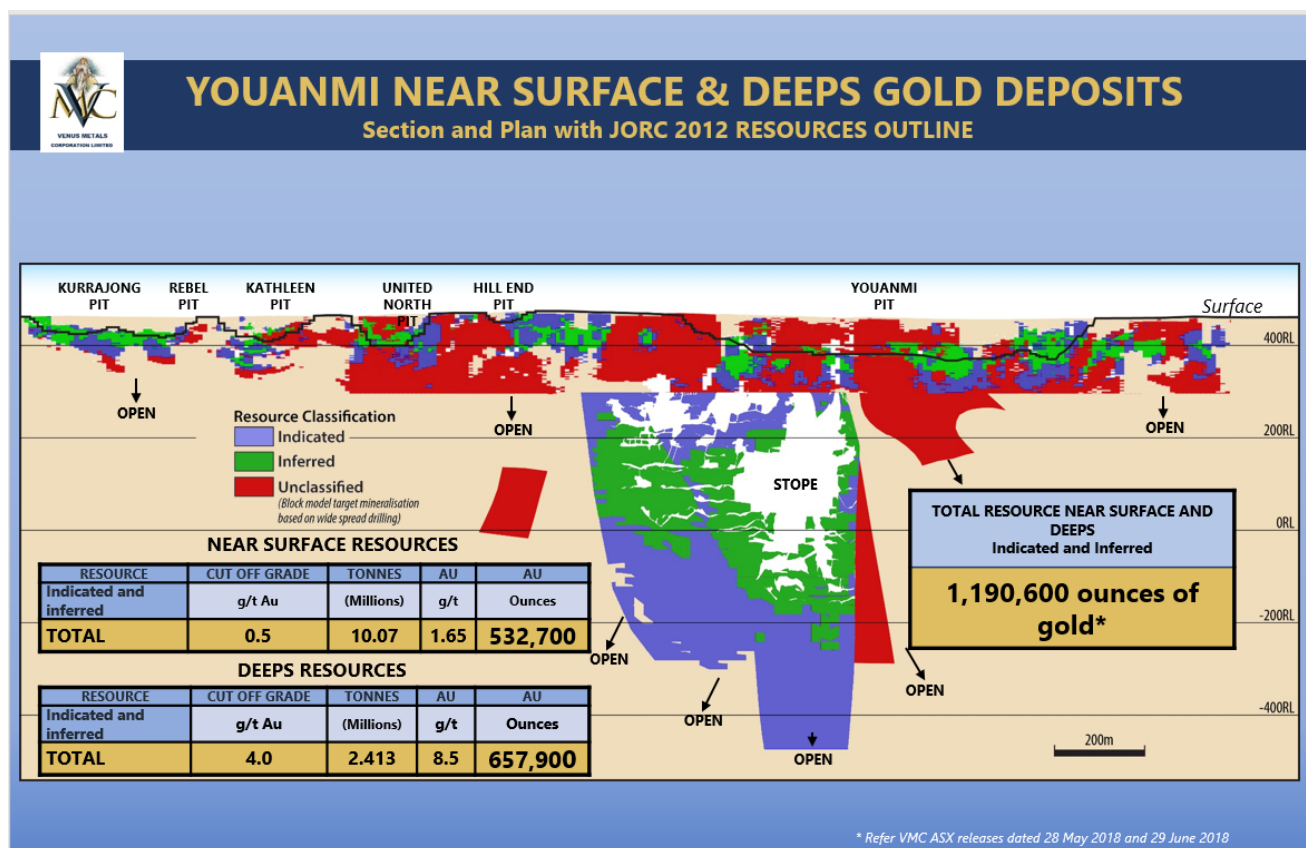 VMC
VENUS METALS
CORPORATION LIMITED
YOUANMI NEAR SURFACE & DEEPS GOLD DEPOSITS
Section and Plan with JORC 2012 RESOURCES OUTLINE
KURRAJONG
PIT
REBEL
PIT
KATHLEEN
PIT
UNITED
NORTH
PIT
HILL END
PIT
YOUANMI
PIT
Surface
400RL
OPEN
OPEN
OPEN
Resource Classification
Indicated
Inferred
Unclassified
(Block model target mineralisation
based on wide spread drilling)
200RL
STOPE
0RL
TOTAL RESOURCE NEAR SURFACE AND
DEEPS
Indicated and Inferred
1,190,600 ounces of
gold*
-200RL
NEAR SURFACE RESOURCES
RESOURCE CUT OFF GRADE TONNES AU AU
Indicated and
inferred g/t Au (Millions) g/t Ounces
TOTAL 0.5 10.07 1.65 532,700
OPEN
DEEPS RESOURCES
RESOURCE CUT OFF GRADE TONNES AU AU
Indicated and
inferred g/t Au (Millions) g/t Ounces
TOTAL 4.0 2.413 8.5 657,900
OPEN
OPEN
OPEN
-400RL
200m
* Refer VMC ASX releases dated 28 May 2018 and 29 June 2018